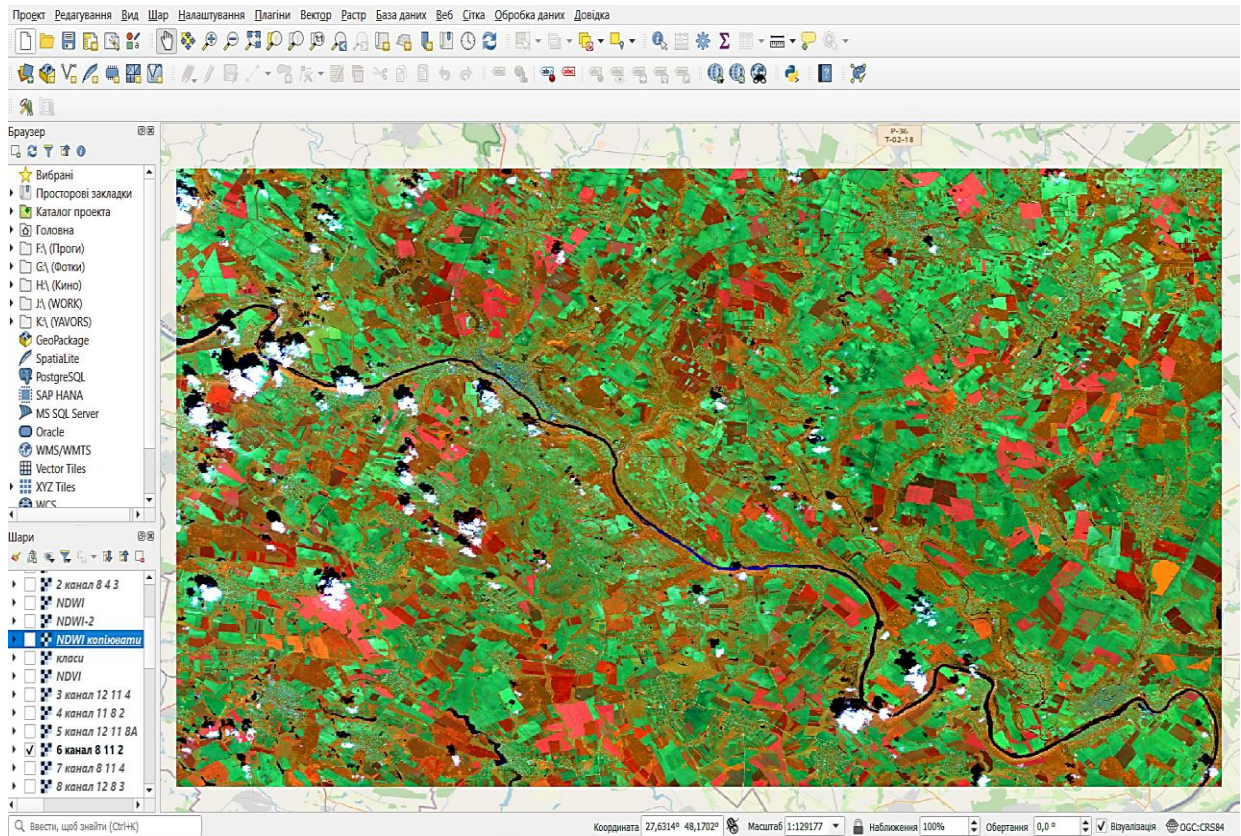 Проект Редагування Вид Шар Налаштування Плагіни Вектор Растр База даних Веб Сітка Обробка даних Довідка
Браузер
Вибрані
Просторові закладки
Каталог проекта
Головна
F:\ (Проги)
G:\ (Фотки)
H:\ (Кино)
J:\ (WORK)
K:\ (YAVORS)
GeoPackage
SpatiaLite
PostgreSQL
SAP HANA
MS SQL Server
Oracle
WMS/WMTS
Vector Tiles
XYZ Tiles
WCS
Шари
2 канал 8 4 3
NDWI
NDWI-2
NDWI копіювати
класи
NDVI
3 канал 12 11 4
4 канал 11 8 2
5 канал 12 11 8A
6 канал 8 11 2
7 канал 8 11 4
8 канал 12 8 3
P-36
T-02-18
Ввести, щоб знайти (Ctrl+K)
Координата 27,6314° 48,1702° Масштаб 1:129177 Наближення 100% Обертання 0,0 ° Візуалізація OGC:CRS84